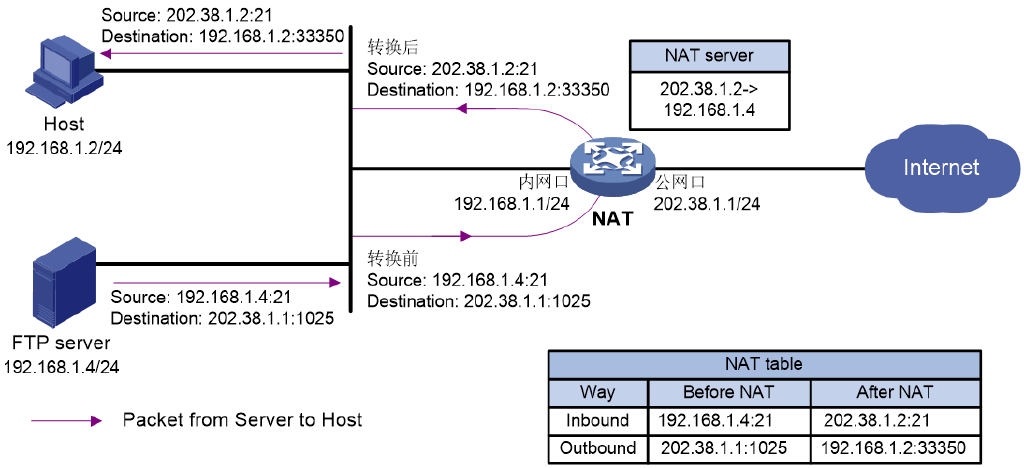 Source: 202.38.1.2:21
Destination: 192.168.1.2:33350
Host
192.168.1.2/24
转换后
Source: 202.38.1.2:21
Destination: 192.168.1.2:33350
NAT server
202.38.1.2->
192.168.1.4
Internet
内网口
192.168.1.1/24
NAT
公网口
202.38.1.1/24
转换前
Source: 192.168.1.4:21
Destination: 202.38.1.1:1025
Source: 192.168.1.4:21
Destination: 202.38.1.1:1025
FTP server
192.168.1.4/24
Packet from Server to Host
NAT table
Way Before NAT After NAT
Inbound 192.168.1.4:21 202.38.1.2:21
Outbound 202.38.1.1:1025 192.168.1.2:33350